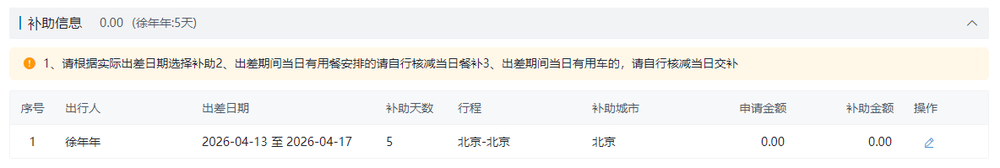 补助信息 0.00 (徐年年:5天)
1、请根据实际出差日期选择补助2、出差期间当日有用餐安排的请自行核减当日餐补3、出差期间当日有用车的，请自行核减当日交补
序号 出行人 出差日期 补助天数 行程 补助城市 申请金额 补助金额 操作
1 徐年年 2026-04-13 至 2026-04-17 5 北京-北京 北京 0.00 0.00